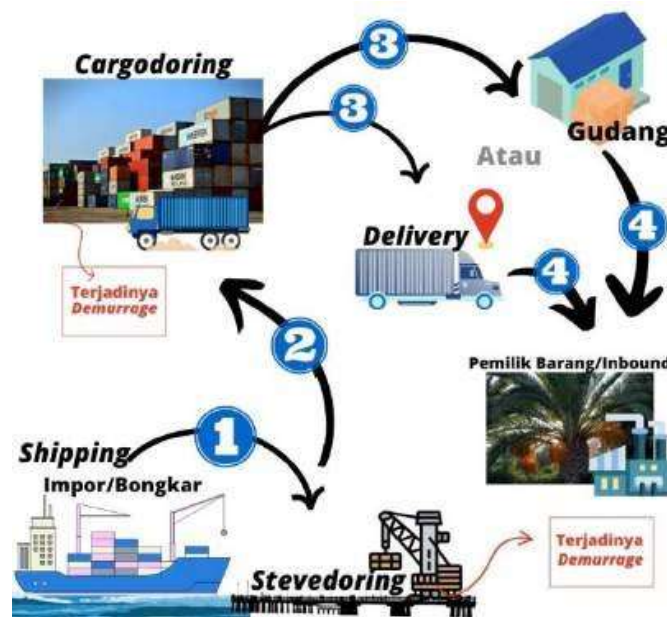 Cargodoring
3
3
Gudang
Atau
Delivery
4
4
Terjadinya
Demurrage
2
Pemilik Barang/Inbound
1
Shipping
Impor/Bongkar
Stevedoring
Terjadinya
Demurrage